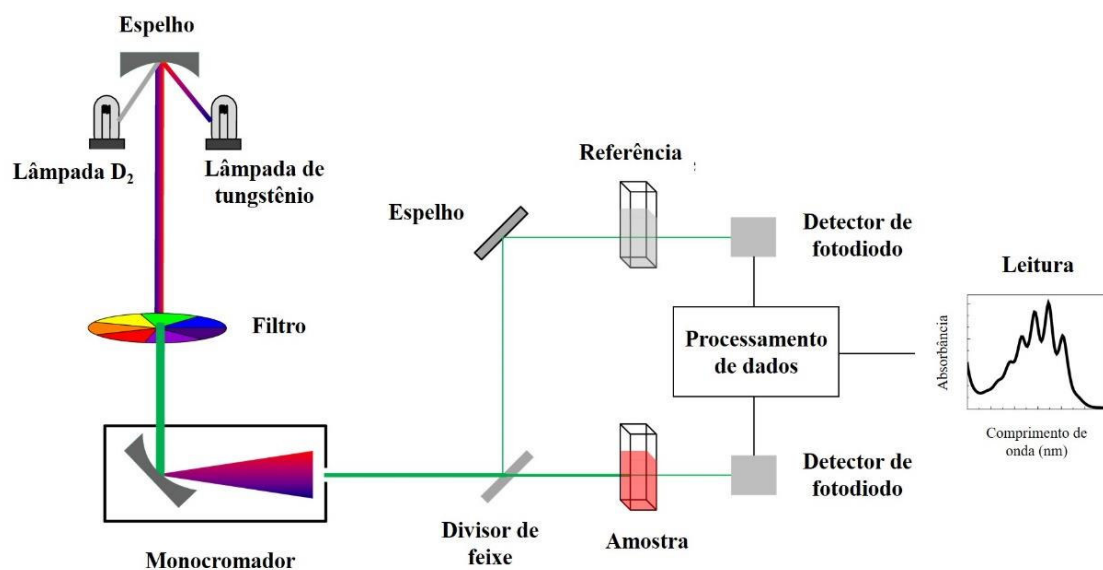 Espelho
Lâmpada D₂
Lâmpada de
tungstênio
Filtro
Monocromador
Espelho
Referência
Detector de
fotodiodo
Processamento
de dados
Divisor de
feixe
Amostra
Detector de
fotodiodo
Leitura
Absorbância
Comprimento de
onda (nm)